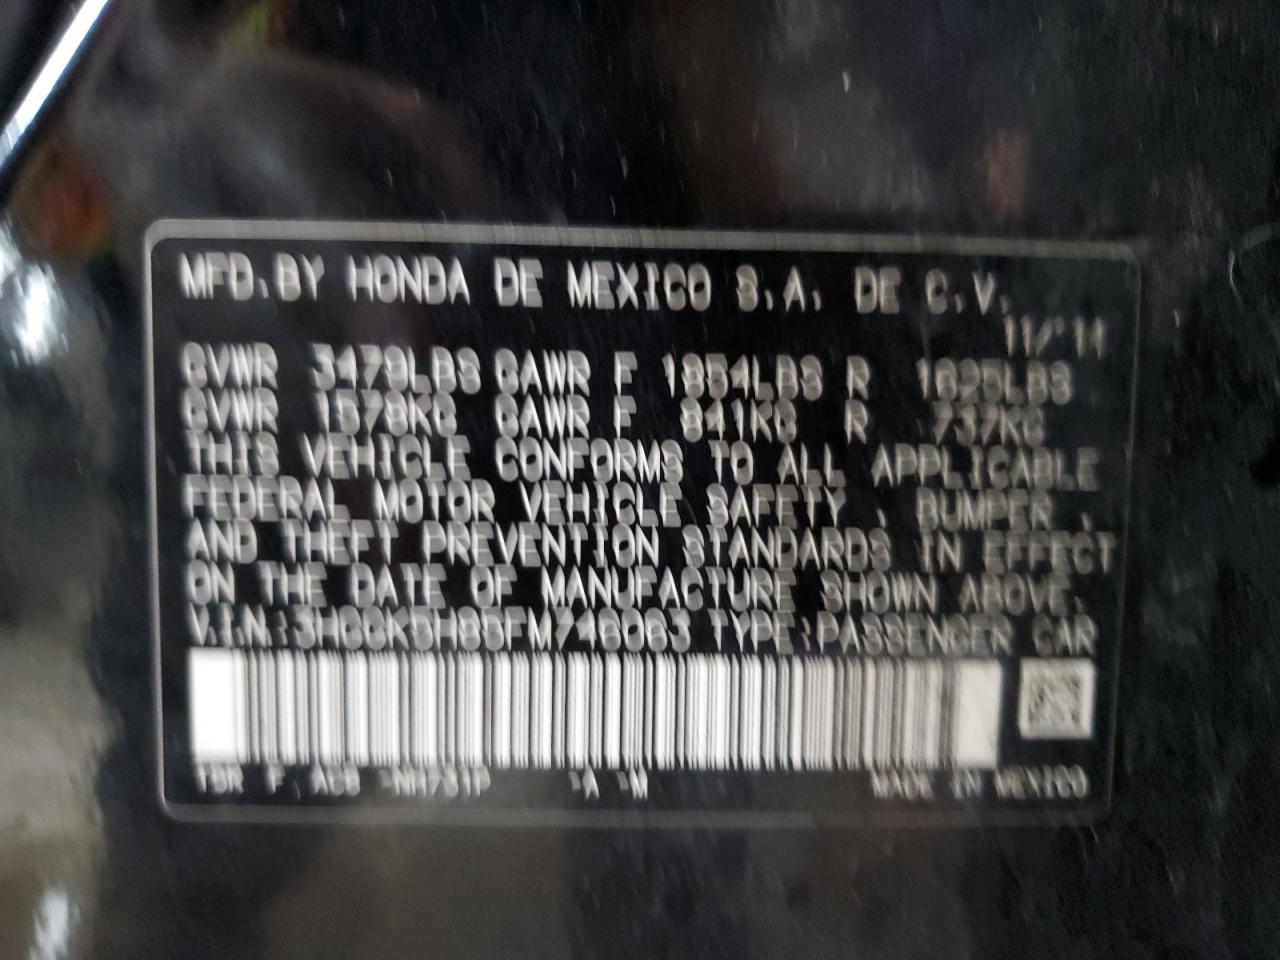 MFD.BY HONDA DE MEXICO S.A. DE C.V.
11/'14
GVWR 3479LBS GAWR F 1854LBS R 1625LBS
GVWR 1578KG GAWR F 841KG R 737KG
THIS VEHICLE CONFORMS TO ALL APPLICABLE
FEDERAL MOTOR VEHICLE SAFETY , BUMPER ,
AND THEFT PREVENTION STANDARDS IN EFFECT
ON THE DATE OF MANUFACTURE SHOWN ABOVE.
V.I.N.:3HGGK5H85FM746063 TYPE:PASSENGER CAR
T5R F NH731P A M MADE IN MEXICO